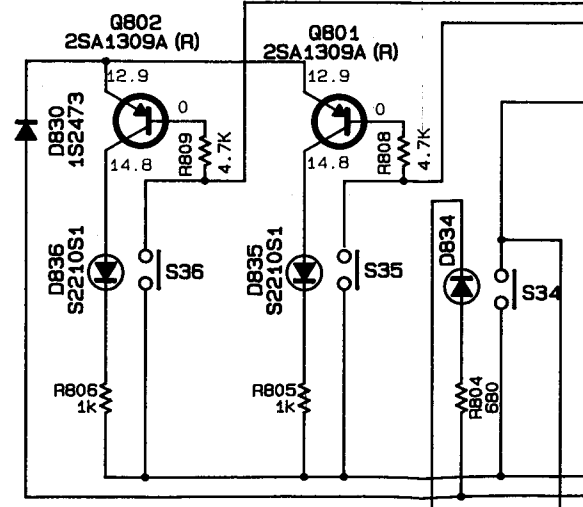 Q802
2SA1309A (R)
Q801
2SA1309A (R)
12.9
12.9
D830
1S2473
0
0
R809
4.7K
R808
4.7K
14.8
14.8
D836
S2210S1
S36
D835
S2210S1
S35
D834
S34
R806
1k
R805
1k
R804
680